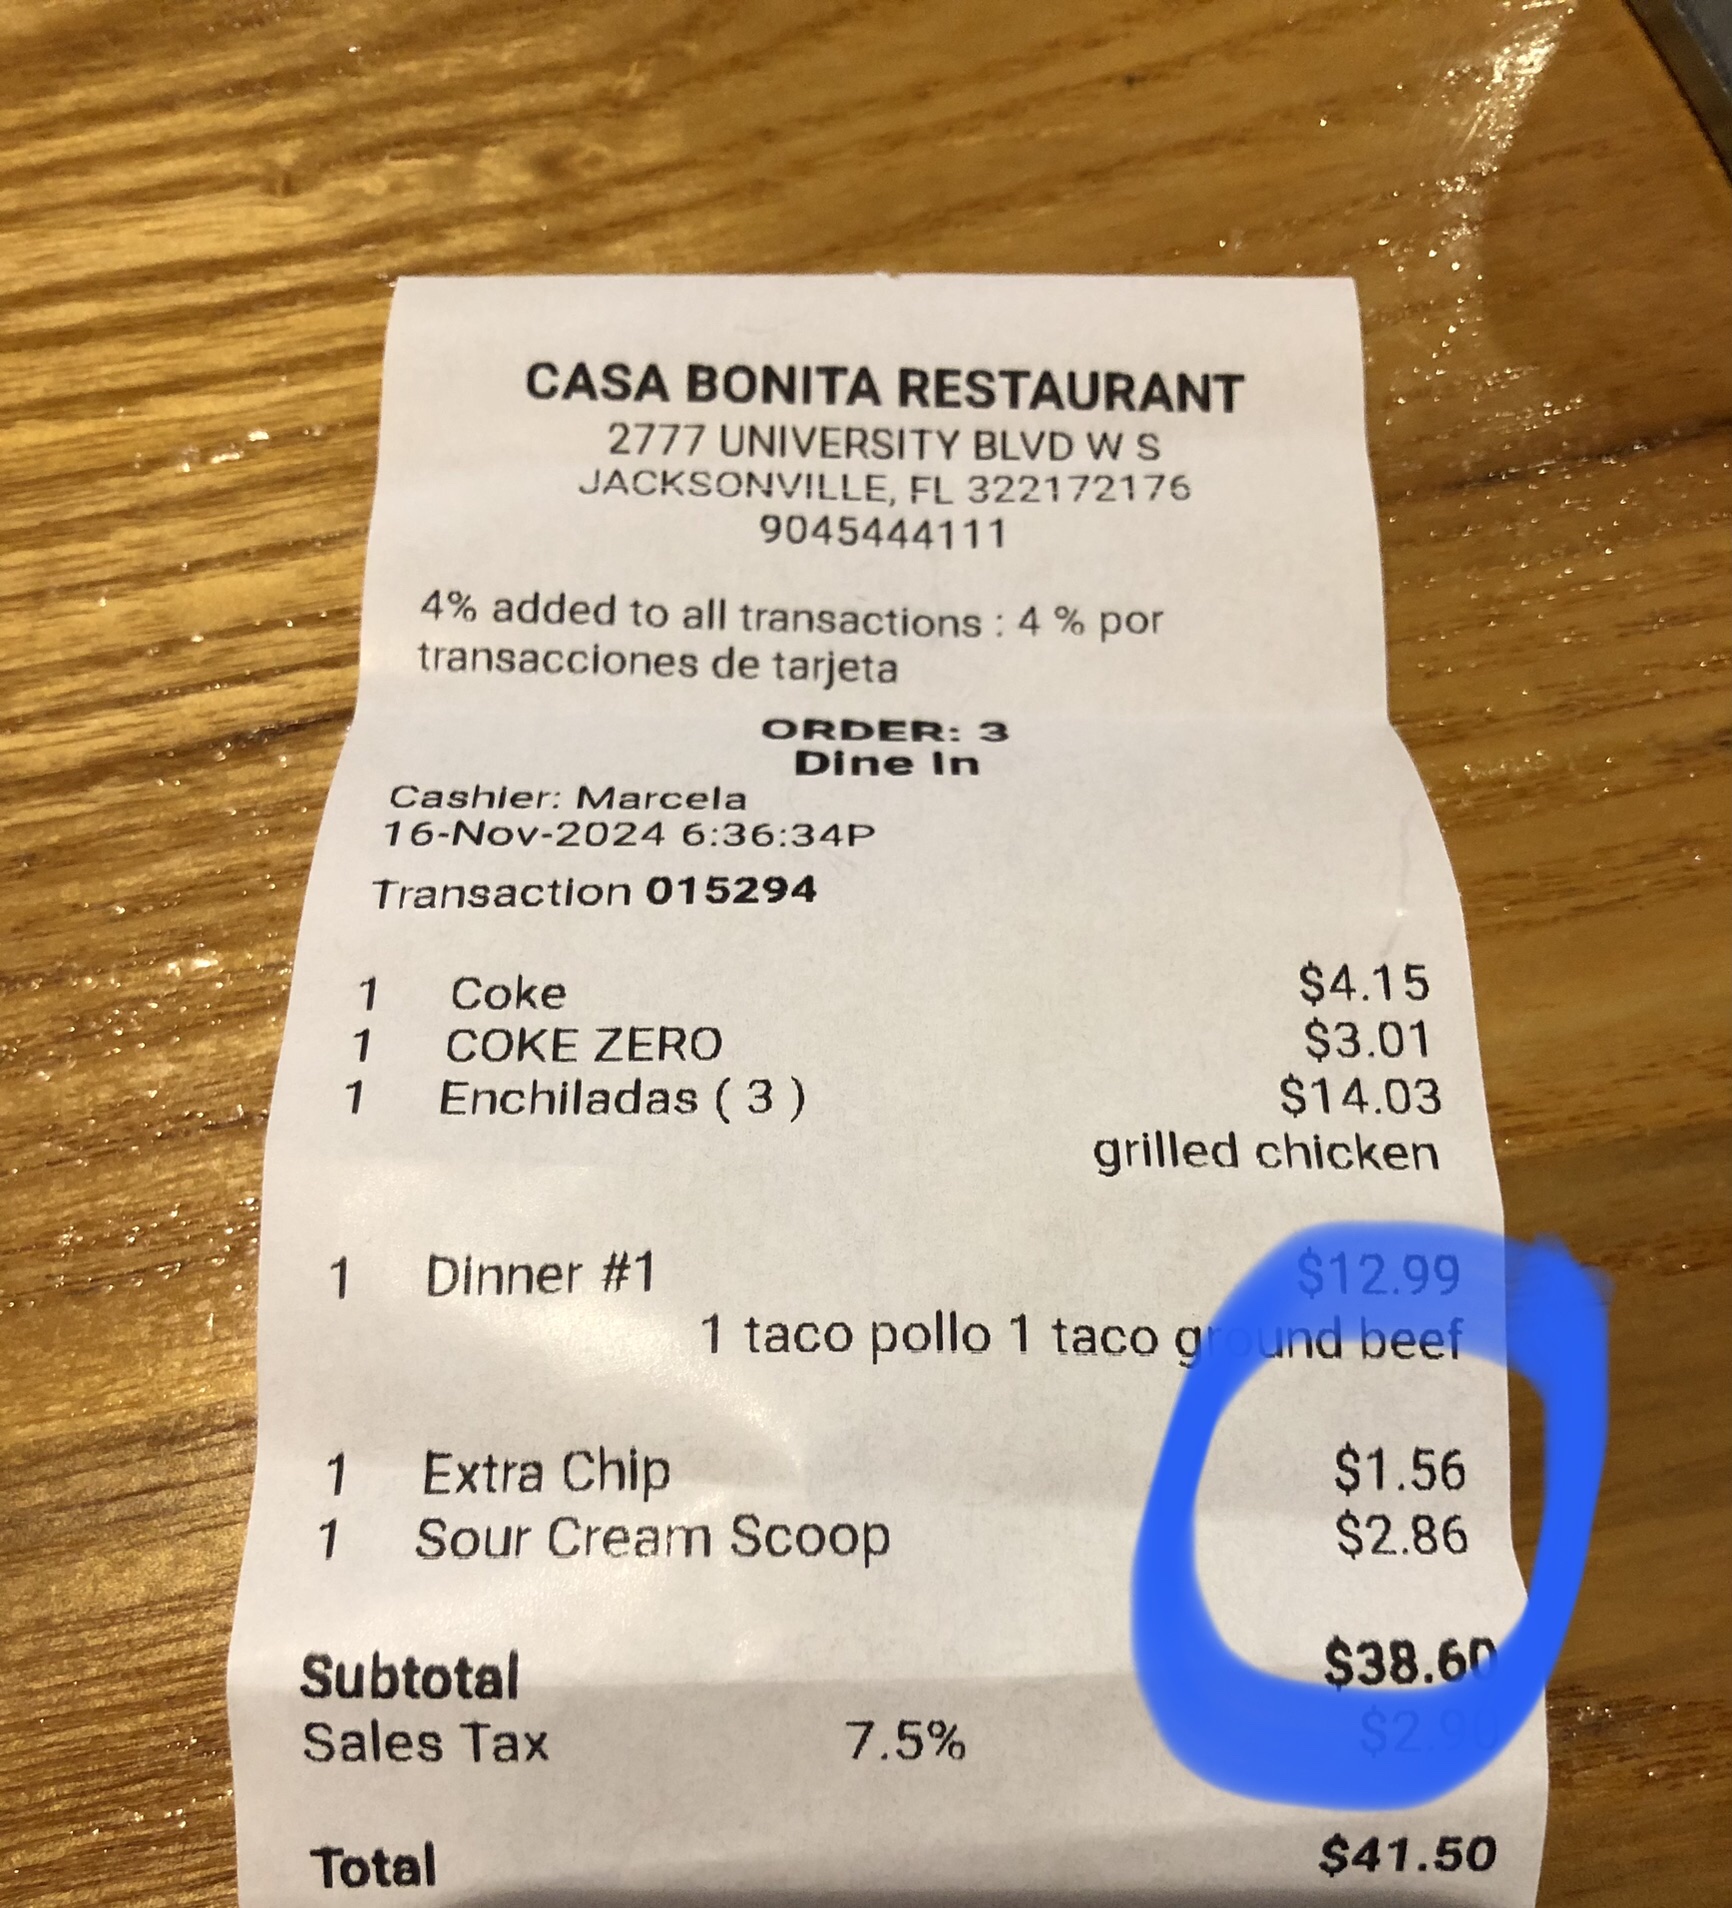 CASA BONITA RESTAURANT
2777 UNIVERSITY BLVD W S
JACKSONVILLE, FL 322172176
9045444111
4% added to all transactions : 4 % por
transacciones de tarjeta
ORDER: 3
Dine In
Cashier: Marcela
16-Nov-2024 6:36:34P
Transaction 015294
1 Coke $4.15
1 COKE ZERO $3.01
1 Enchiladas ( 3 ) $14.03
grilled chicken
1 Dinner #1 $12.99
1 taco pollo 1 taco ground beef
1 Extra Chip $1.56
1 Sour Cream Scoop $2.86
Subtotal $38.60
Sales Tax 7.5% $2.90
Total $41.50